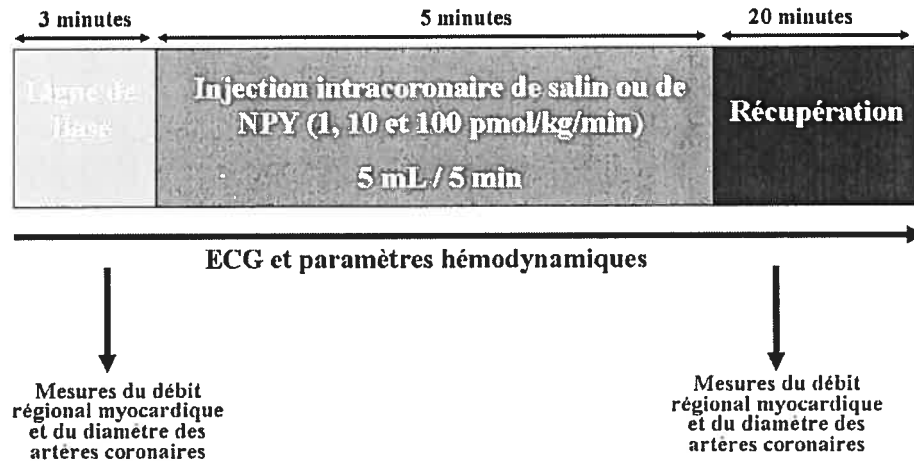 3 minutes
5 minutes
20 minutes
Ligne de
Base
Injection intracoronaire de salin ou de
NPY (1, 10 et 100 pmol/kg/min)
5 mL / 5 min
Récupération
ECG et paramètres hémodynamiques
Mesures du débit
régional myocardique
et du diamètre des
artères coronaires
Mesures du débit
régional myocardique
et du diamètre des
artères coronaires